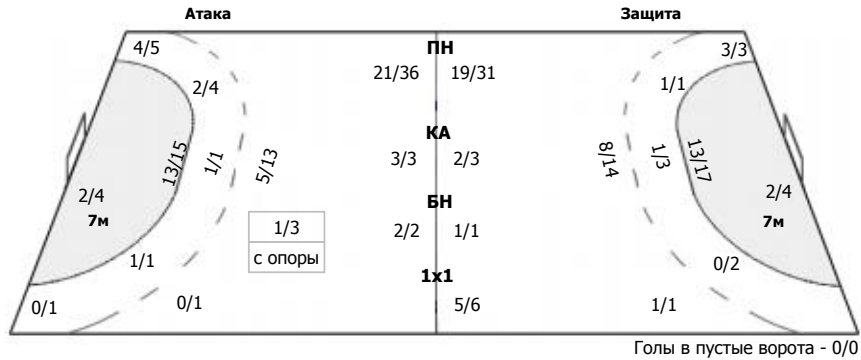 Атака Защита
4/5 ПН 3/3
21/36 19/31
2/4 1/1
КА
13/15 1/1 5/13 3/3 2/3 8/14 1/3 13/17
2/4 БН 2/4
7м 7м
1/3 2/2 1/1
с опоры
1/1 0/2
1x1
0/1 0/1 5/6 1/1
Голы в пустые ворота - 0/0